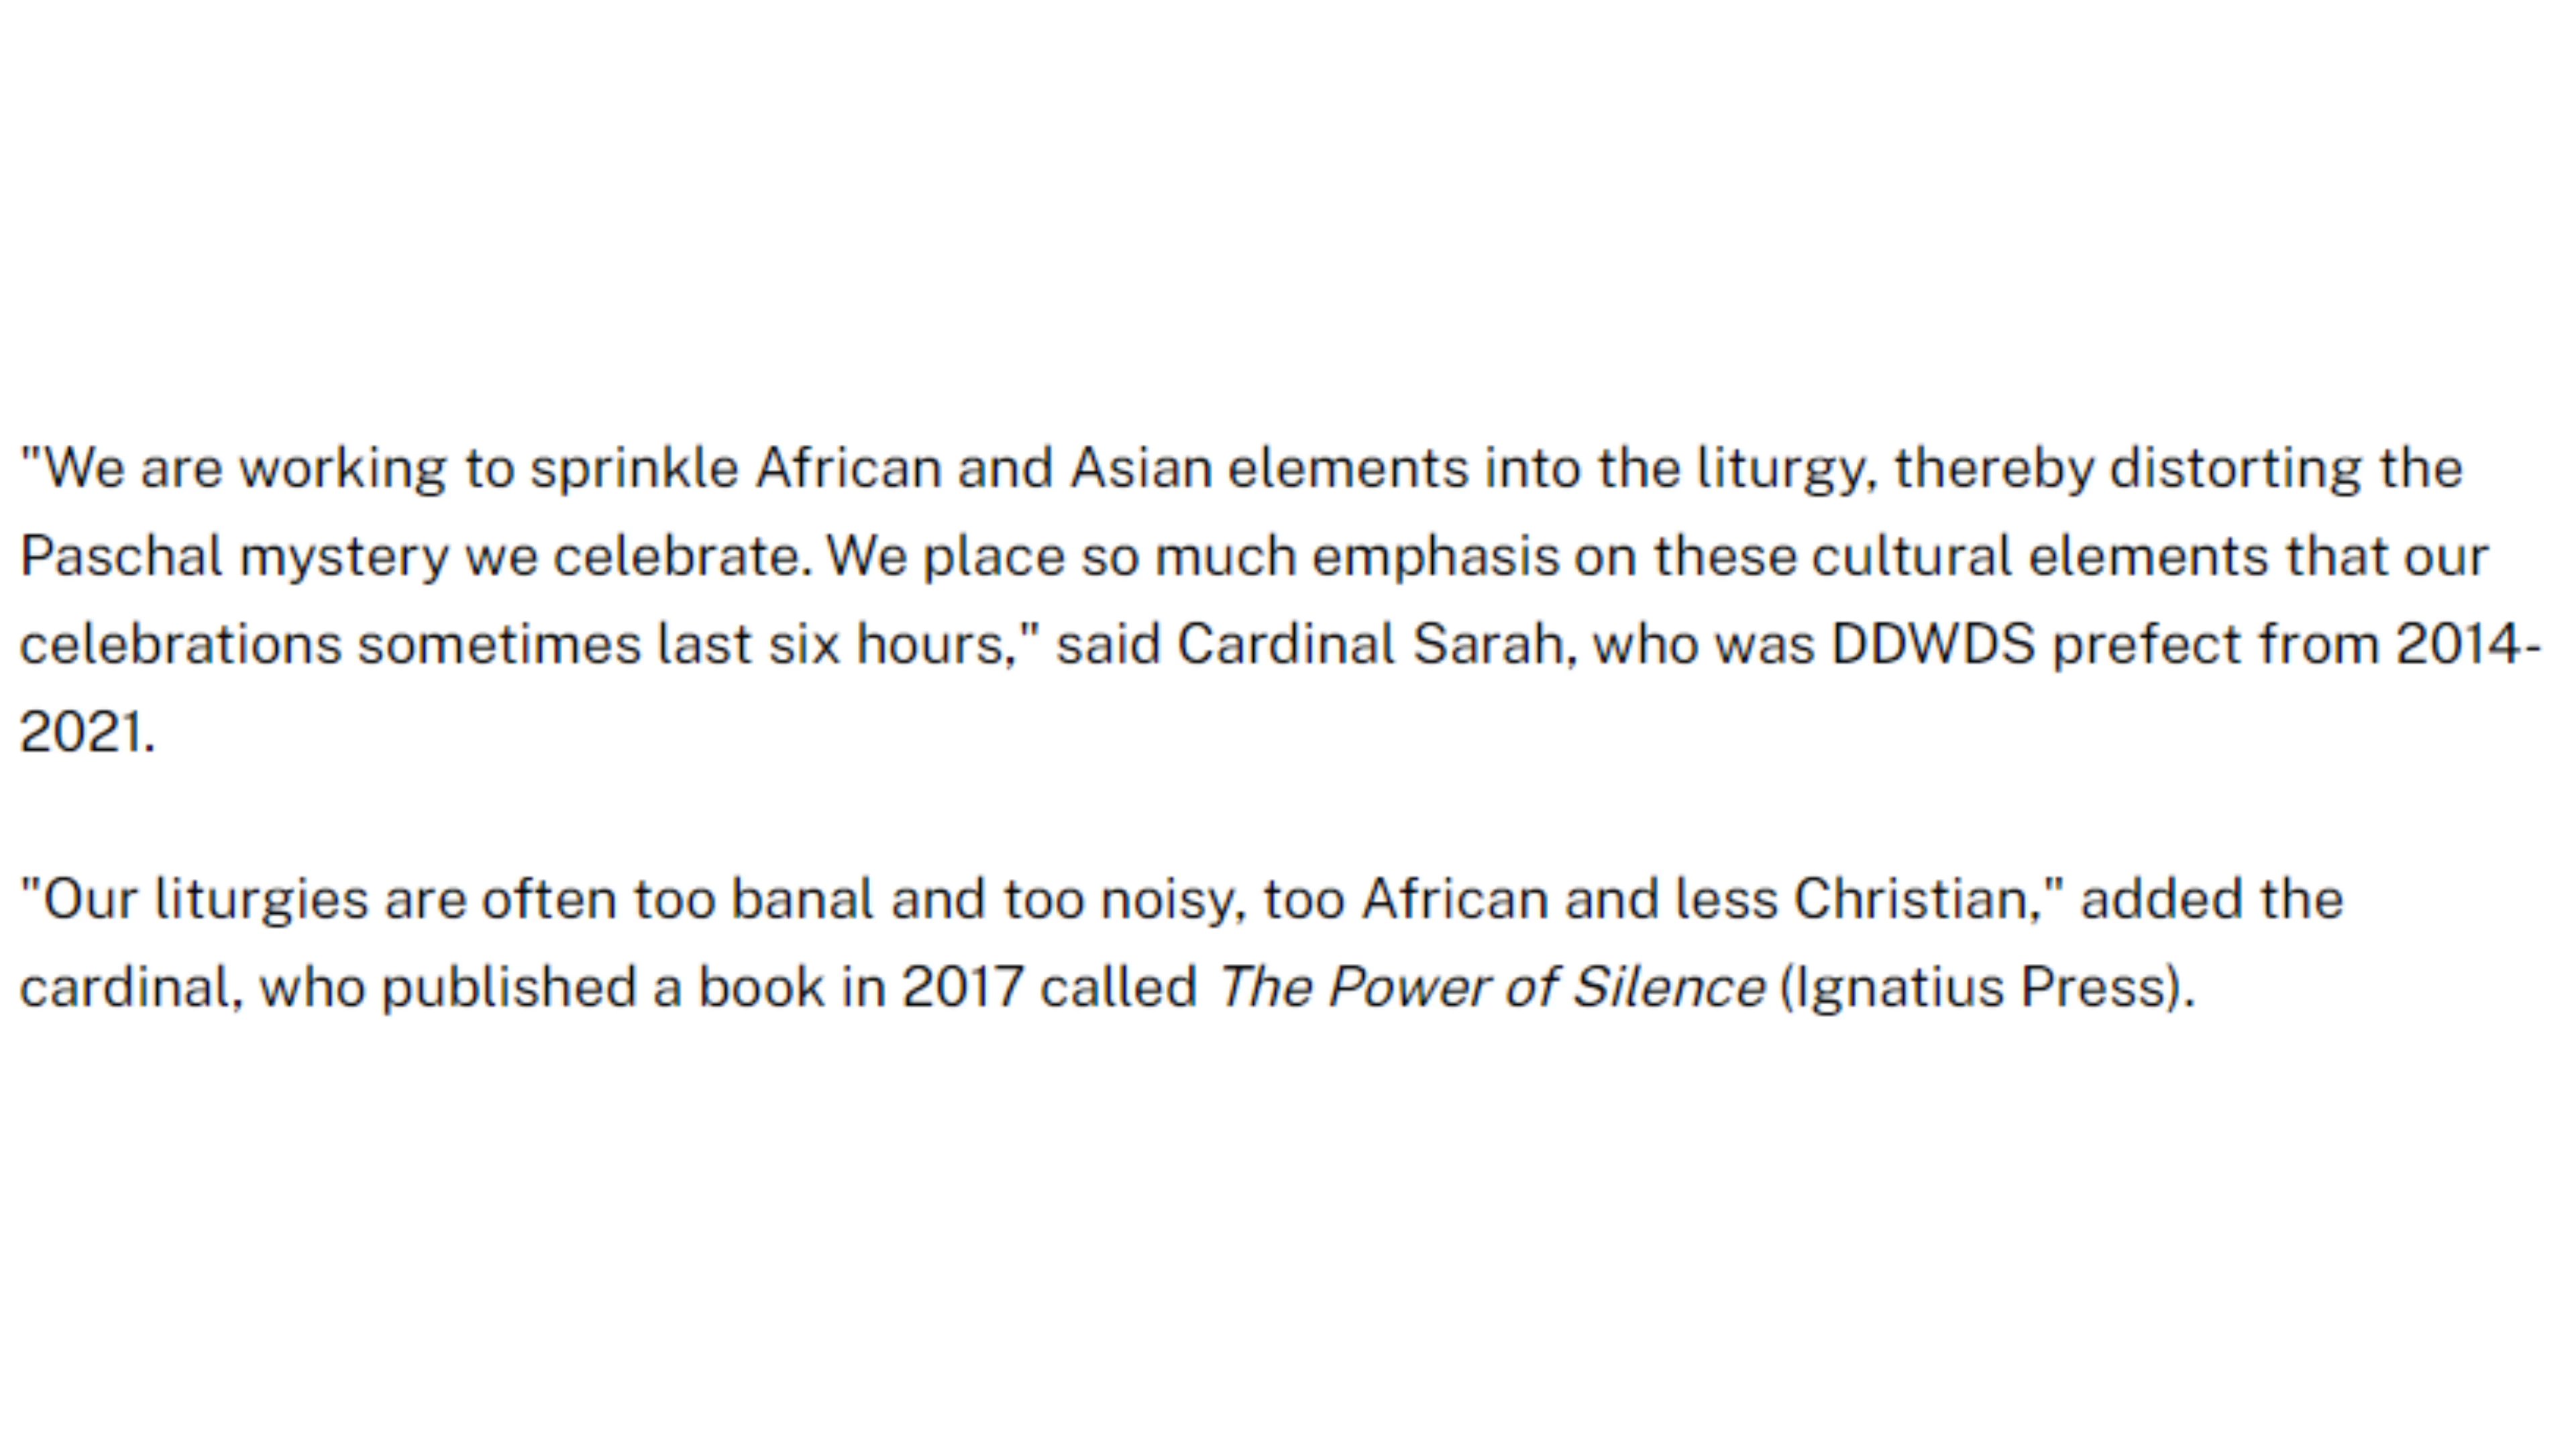 "We are working to sprinkle African and Asian elements into the liturgy, thereby distorting the
Paschal mystery we celebrate. We place so much emphasis on these cultural elements that our
celebrations sometimes last six hours," said Cardinal Sarah, who was DDWDS prefect from 2014-
2021.
"Our liturgies are often too banal and too noisy, too African and less Christian," added the
cardinal, who published a book in 2017 called The Power of Silence (Ignatius Press).